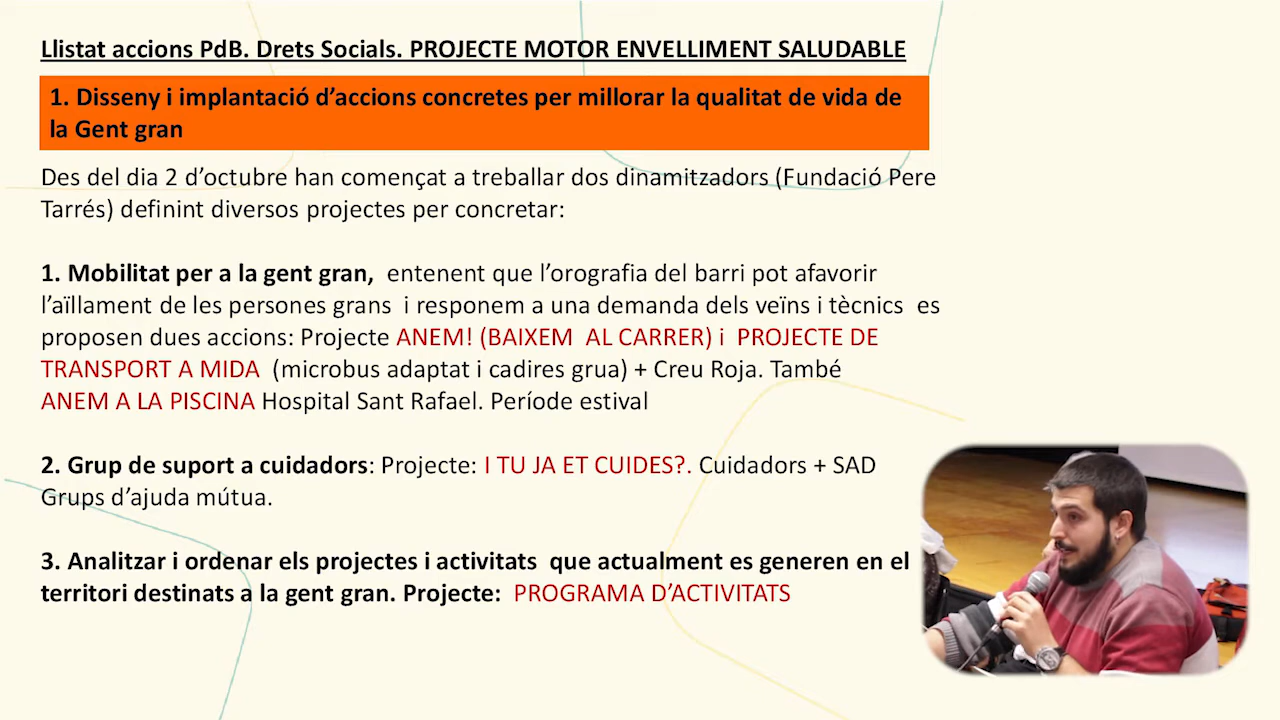 Llistat accions PdB. Drets Socials. PROJECTE MOTOR ENVELLIMENT SALUDABLE
1. Disseny i implantació d’accions concretes per millorar la qualitat de vida de
la Gent gran
Des del dia 2 d’octubre han començat a treballar dos dinamitzadors (Fundació Pere
Tarrés) definint diversos projectes per concretar:
1. Mobilitat per a la gent gran,  entenent que l’orografia del barri pot afavorir
l’aïllament de les persones grans  i responem a una demanda dels veïns i tècnics  es
proposen dues accions: Projecte ANEM! (BAIXEM  AL CARRER) i  PROJECTE DE
TRANSPORT A MIDA  (microbus adaptat i cadires grua) + Creu Roja. També
ANEM A LA PISCINA Hospital Sant Rafael. Període estival
2. Grup de suport a cuidadors: Projecte: I TU JA ET CUIDES?. Cuidadors + SAD
Grups d’ajuda mútua.
3. Analitzar i ordenar els projectes i activitats  que actualment es generen en el
territori destinats a la gent gran. Projecte:  PROGRAMA D’ACTIVITATS